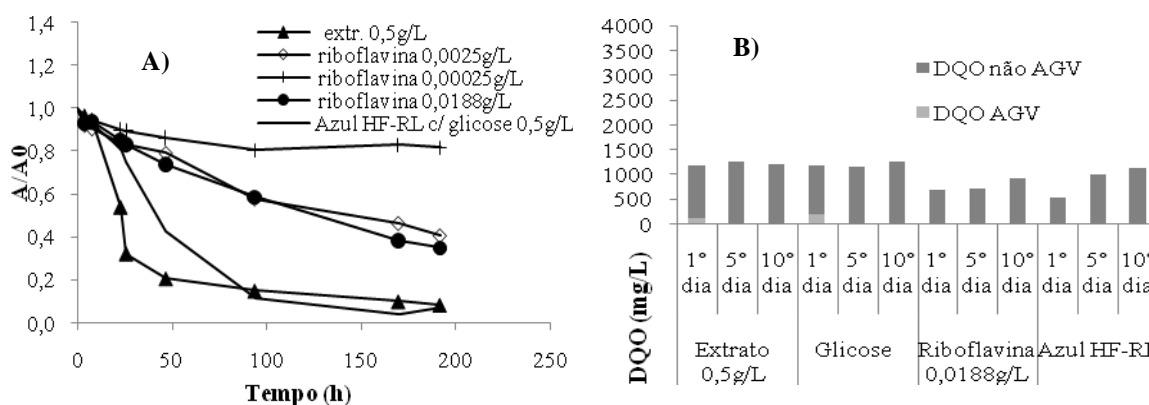 A)
extr. 0,5g/L
riboflavina 0,0025g/L
riboflavina 0,00025g/L
riboflavina 0,0188g/L
Azul HF-RL c/ glicose 0,5g/L
A/A0
1,4
1,2
1,0
0,8
0,6
0,4
0,2
0,0
0 50 100 150 200 250
Tempo (h)
B)
DQO não AGV
DQO AGV
DQO (mg/L)
4000
3500
3000
2500
2000
1500
1000
500
0
1° 5° 10° 1° 5° 10° 1° 5° 10° 1° 5° 10°
dia dia dia dia dia dia dia dia dia dia dia dia
Extrato Glicose Riboflavina Azul HF-RL
0,5g/L 0,0188g/L